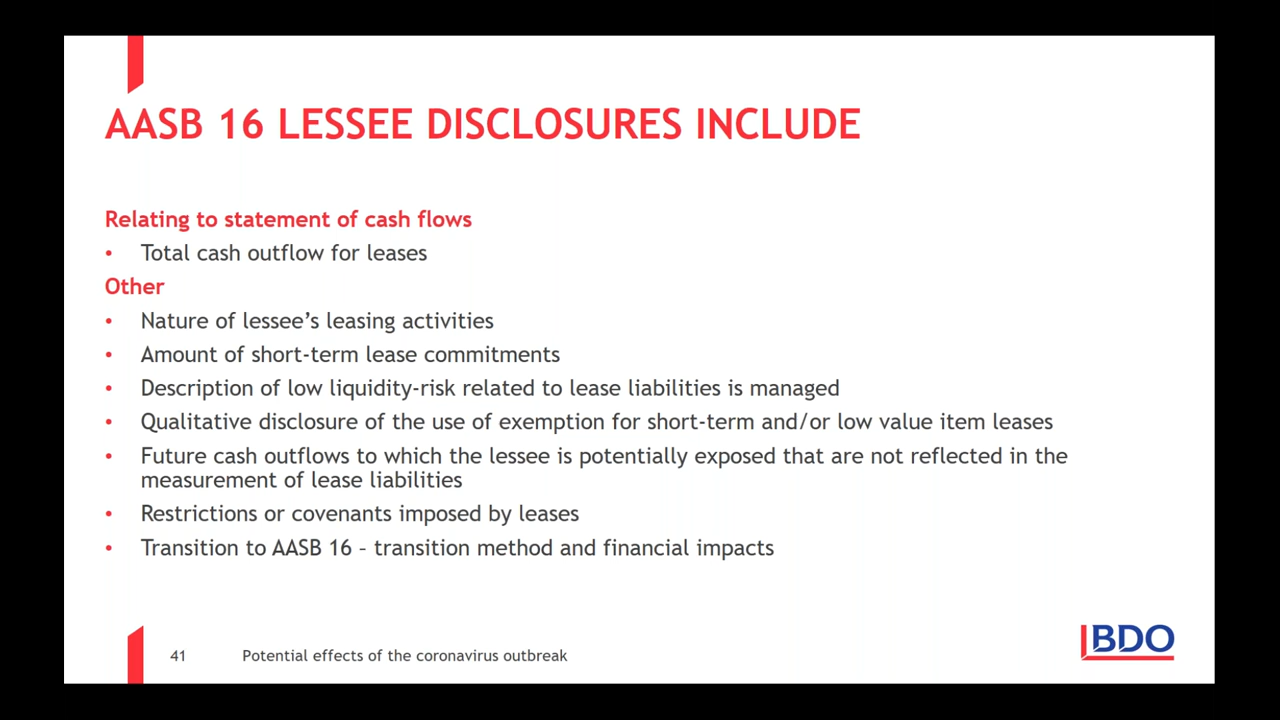 AASB 16 LESSEE DISCLOSURES INCLUDE
Relating to statement of cash flows
• Total cash outflow for leases
Other
• Nature of lessee’s leasing activities
• Amount of short-term lease commitments
• Description of low liquidity-risk related to lease liabilities is managed
• Qualitative disclosure of the use of exemption for short-term and/or low value item leases
• Future cash outflows to which the lessee is potentially exposed that are not reflected in the
measurement of lease liabilities
• Restrictions or covenants imposed by leases
• Transition to AASB 16 – transition method and financial impacts
41 Potential effects of the coronavirus outbreak
BDO